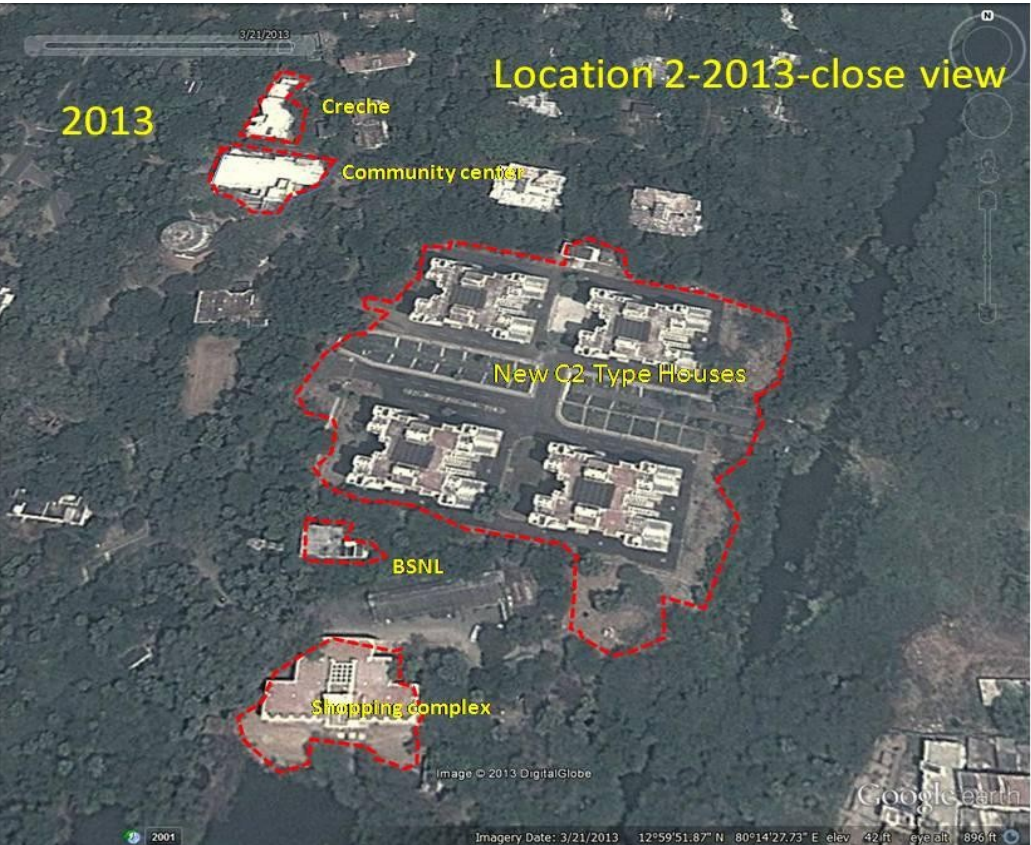 3/21/2013
Location 2-2013-close view
N
2013
Creche
Community center
New C2 Type Houses
BSNL
Shopping complex
Image © 2013 DigitalGlobe
Google earth
2001
Imagery Date: 3/21/2013 12°59'51.87" N 80°14'27.73" E elev 42 ft eye alt 896 ft